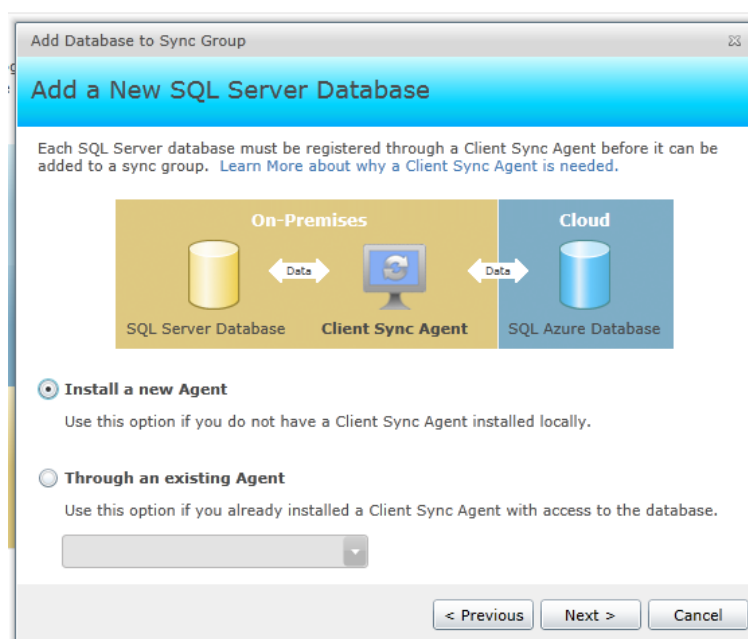 Add Database to Sync Group
Add a New SQL Server Database
Each SQL Server database must be registered through a Client Sync Agent before it can be
added to a sync group. Learn More about why a Client Sync Agent is needed.
On-Premises
Cloud
Data
Data
SQL Server Database
Client Sync Agent
SQL Azure Database
Install a new Agent
Use this option if you do not have a Client Sync Agent installed locally.
Through an existing Agent
Use this option if you already installed a Client Sync Agent with access to the database.
< Previous
Next >
Cancel